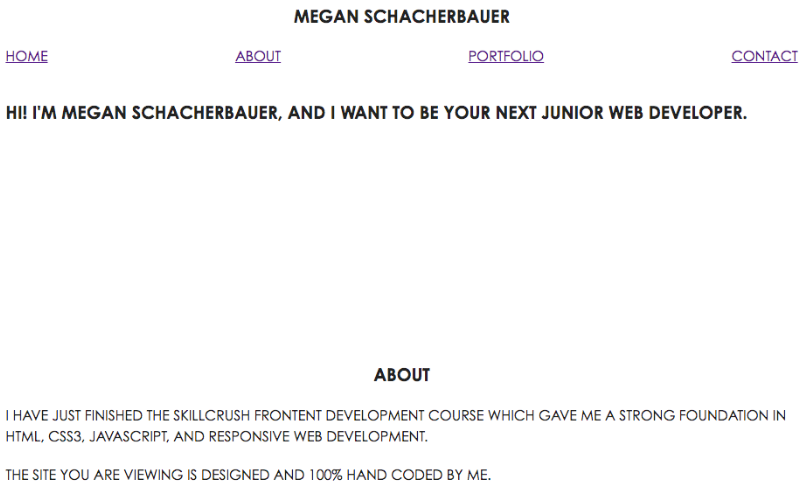 MEGAN SCHACHERBAUER
HOME ABOUT PORTFOLIO CONTACT
HI! I'M MEGAN SCHACHERBAUER, AND I WANT TO BE YOUR NEXT JUNIOR WEB DEVELOPER.
ABOUT
I HAVE JUST FINISHED THE SKILLCRUSH FRONTENT DEVELOPMENT COURSE WHICH GAVE ME A STRONG FOUNDATION IN
HTML, CSS3, JAVASCRIPT, AND RESPONSIVE WEB DEVELOPMENT.
THE SITE YOU ARE VIEWING IS DESIGNED AND 100% HAND CODED BY ME.